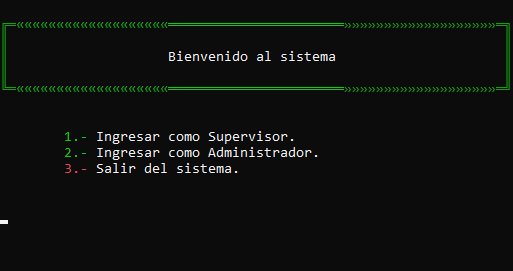 Bienvenido al sistema
1.- Ingresar como Supervisor.
2.- Ingresar como Administrador.
3.- Salir del sistema.